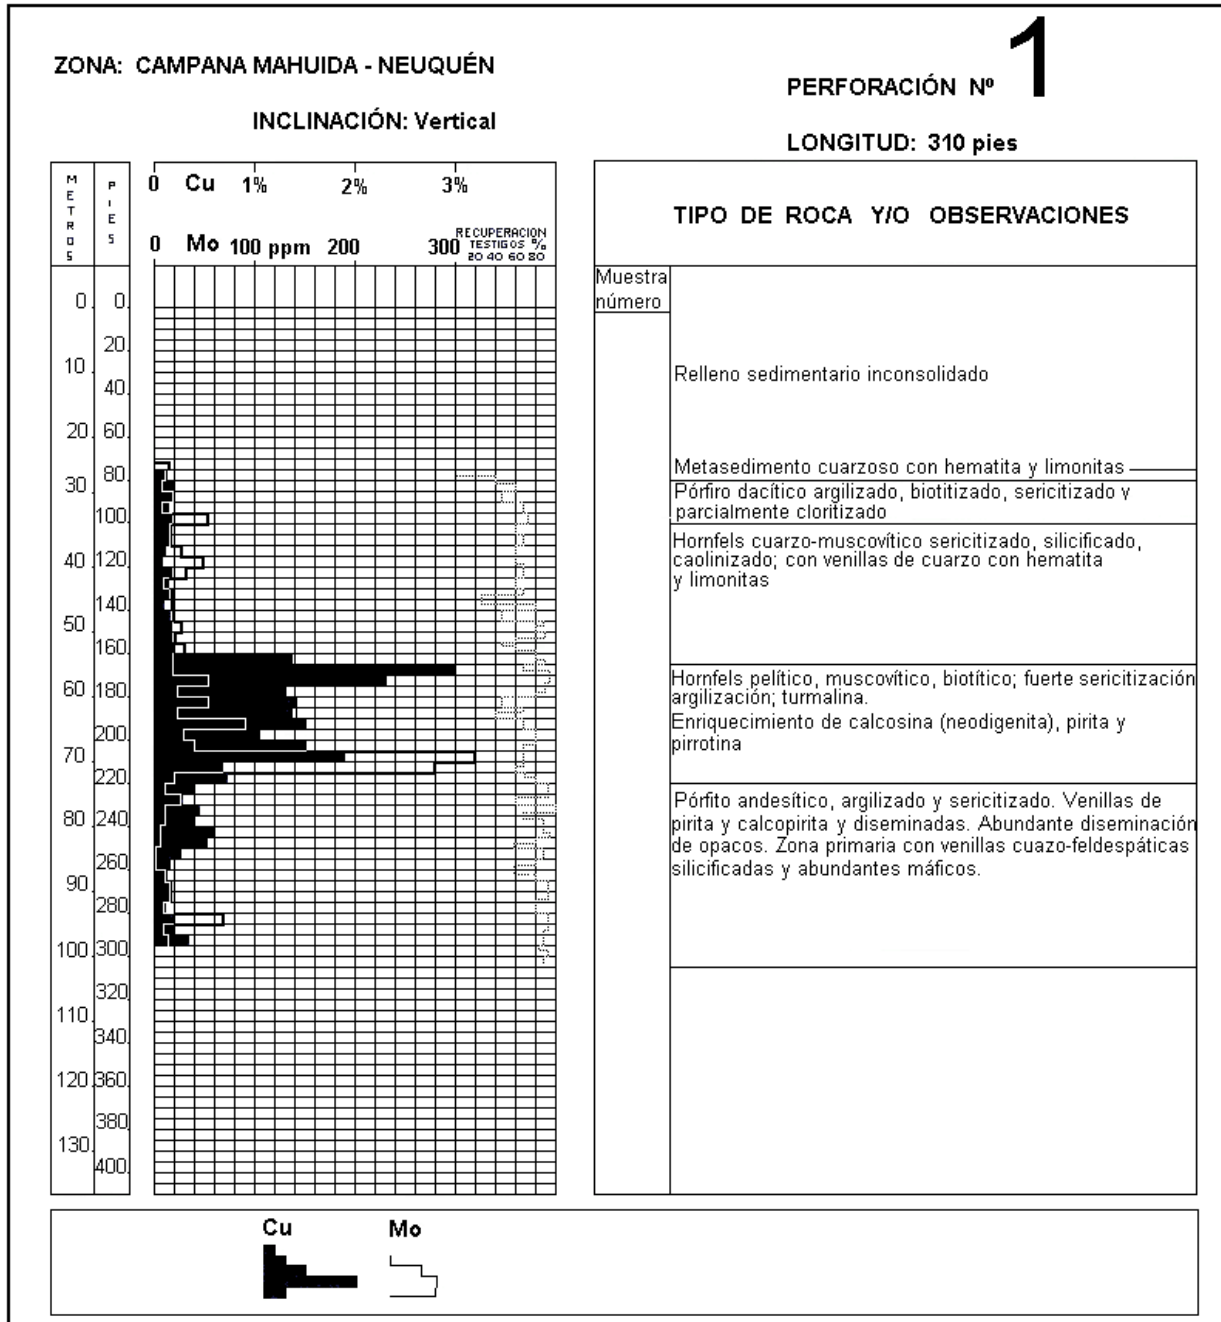 ZONA: CAMPANA MAHUIDA - NEUQUÉN
PERFORACIÓN Nº 1
INCLINACIÓN: Vertical
LONGITUD: 310 pies
METROS
PIES
0 Cu 1% 2% 3%
0 Mo 100 ppm 200 300
RECUPERACION
TESTIGOS %
20 40 60 80
TIPO DE ROCA Y/O OBSERVACIONES
Muestra
número
0 0
20
10
40
20 60
80
30
100
40 120
140
50
160
60 180
200
70
220
80 240
260
90
280
100 300
320
110
340
120 360
380
130
400
Relleno sedimentario inconsolidado
Metasedimento cuarzoso con hematita y limonitas
Pórfiro dacítico argilizado, biotitizado, sericitizado y
parcialmente cloritizado
Hornfels cuarzo-muscovítico sericitizado, silicificado,
caolinizado; con venillas de cuarzo con hematita
y limonitas
Hornfels pelítico, muscovítico, biotítico; fuerte sericitización
argilización; turmalina.
Enriquecimiento de calcosina (neodigenita), pirita y
pirrotina
Pórfito andesítico, argilizado y sericitizado. Venillas de
pirita y calcopirita y diseminadas. Abundante diseminación
de opacos. Zona primaria con venillas cuazo-feldespáticas
silicificadas y abundantes máficos.
Cu Mo